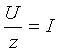 U/z = I